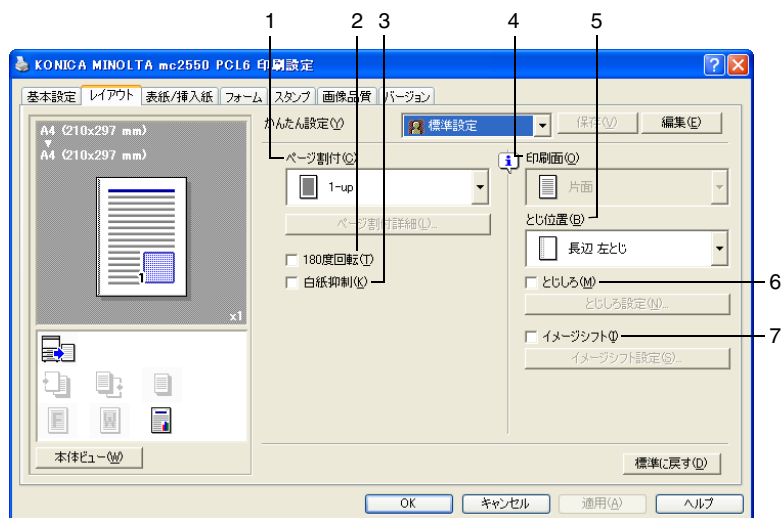 1 2 3 4 5
KONICA MINOLTA mc2550 PCL6 印刷設定
基本設定 レイアウト 表紙/挿入紙 フォーム スタンプ 画像品質 バージョン
A4 (210x297 mm)
A4 (210x297 mm)
1
x1
かんたん設定(Y) 標準設定 保存(V) 編集(E)
ページ割付(C)
1-up
ページ割付詳細(L)...
180度回転(T)
白紙抑制(K)
印刷面(O)
片面
とじ位置(B)
長辺 左とじ
とじしろ(M) 6
とじしろ設定(N)...
イメージシフト(I) 7
イメージシフト設定(S)...
F W
本体ビュー(W)
標準に戻す(D)
OK キャンセル 適用(A) ヘルプ